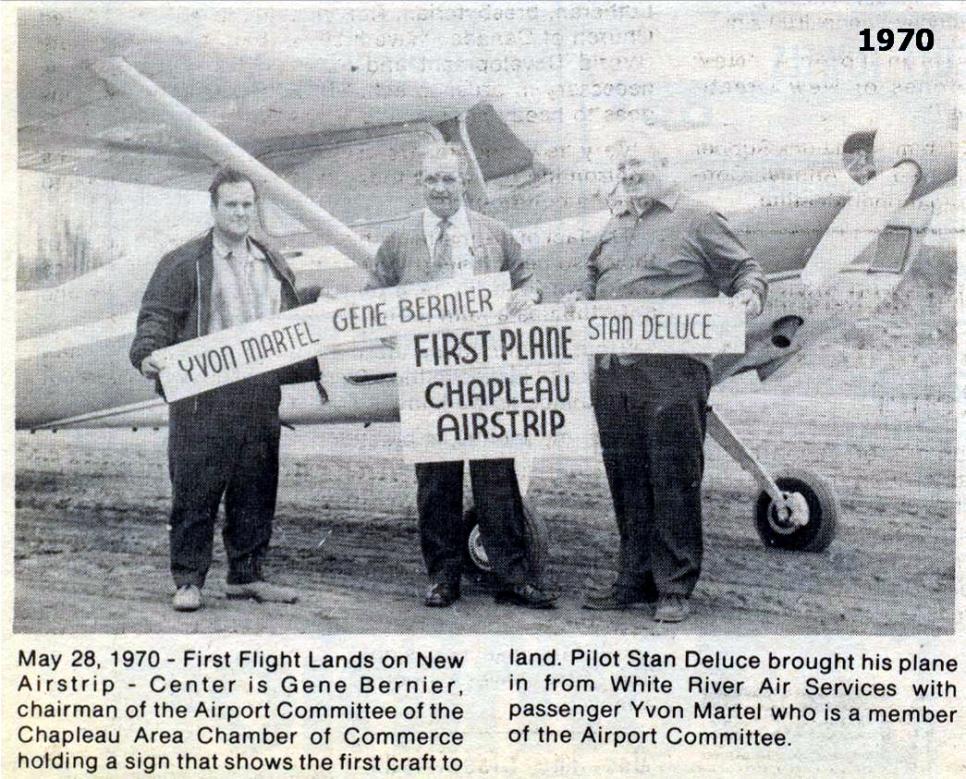 1970
YVON MARTEL
GENE BERNIER
STAN DELUCE
FIRST PLANE
CHAPLEAU
AIRSTRIP
May 28, 1970 - First Flight Lands on New
Airstrip - Center is Gene Bernier,
chairman of the Airport Committee of the
Chapleau Area Chamber of Commerce
holding a sign that shows the first craft to
land. Pilot Stan Deluce brought his plane
in from White River Air Services with
passenger Yvon Martel who is a member
of the Airport Committee.